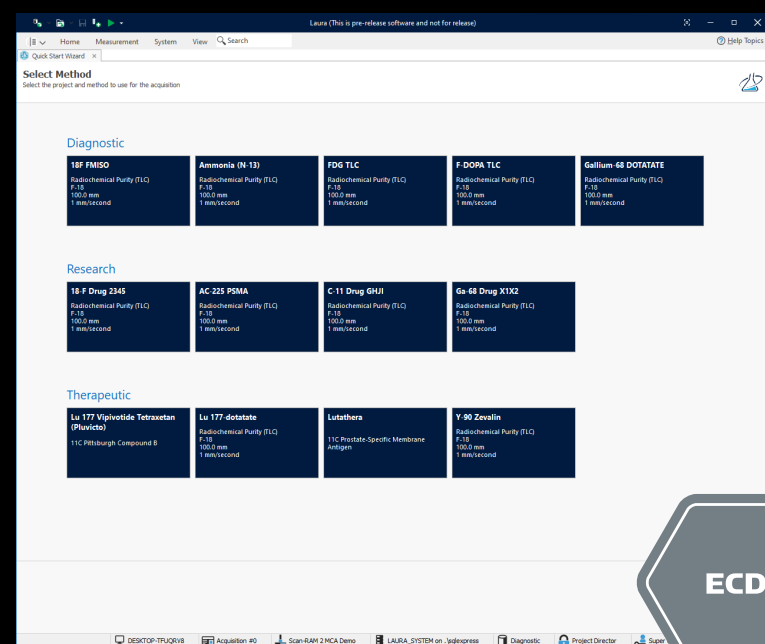 Laura (This is pre-release software and not for release)
Home Measurement System View Search Help Topics
Quick Start Wizard
Select Method
Select the project and method to use for the acquisition
Diagnostic
18F FMISO
Radiochemical Purity (TLC)
F-18
100.0 mm
1 mm/second
Ammonia (N-13)
Radiochemical Purity (TLC)
F-18
100.0 mm
1 mm/second
FDG TLC
Radiochemical Purity (TLC)
F-18
100.0 mm
1 mm/second
F-DOPA TLC
Radiochemical Purity (TLC)
F-18
100.0 mm
1 mm/second
Gallium-68 DOTATATE
Radiochemical Purity (TLC)
F-18
100.0 mm
1 mm/second
Research
18-F Drug 2345
Radiochemical Purity (TLC)
F-18
100.0 mm
1 mm/second
AC-225 PSMA
Radiochemical Purity (TLC)
F-18
100.0 mm
1 mm/second
C-11 Drug GHJI
Radiochemical Purity (TLC)
F-18
100.0 mm
1 mm/second
Ga-68 Drug X1X2
Radiochemical Purity (TLC)
F-18
100.0 mm
1 mm/second
Therapeutic
Lu 177 Vipivotide Tetraxetan
(Pluvicto)
11C Pittsburgh Compound B
Lu 177-dotatate
Radiochemical Purity (TLC)
F-18
100.0 mm
1 mm/second
Lutathera
11C Prostate-Specific Membrane
Antigen
Y-90 Zevalin
Radiochemical Purity (TLC)
F-18
100.0 mm
1 mm/second
ECD
DESKTOP-TFUQRV8 Acquisition #0 Scan-RAM 2 MCA Demo LAURA_SYSTEM on .\sqlexpress Diagnostic Project Director Super